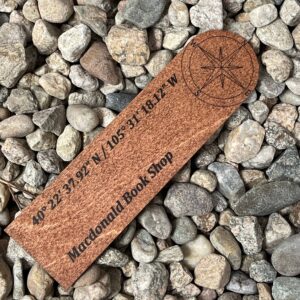 40° 22' 37.92" N / 105° 31' 18.12" W
Macdonald Book Shop